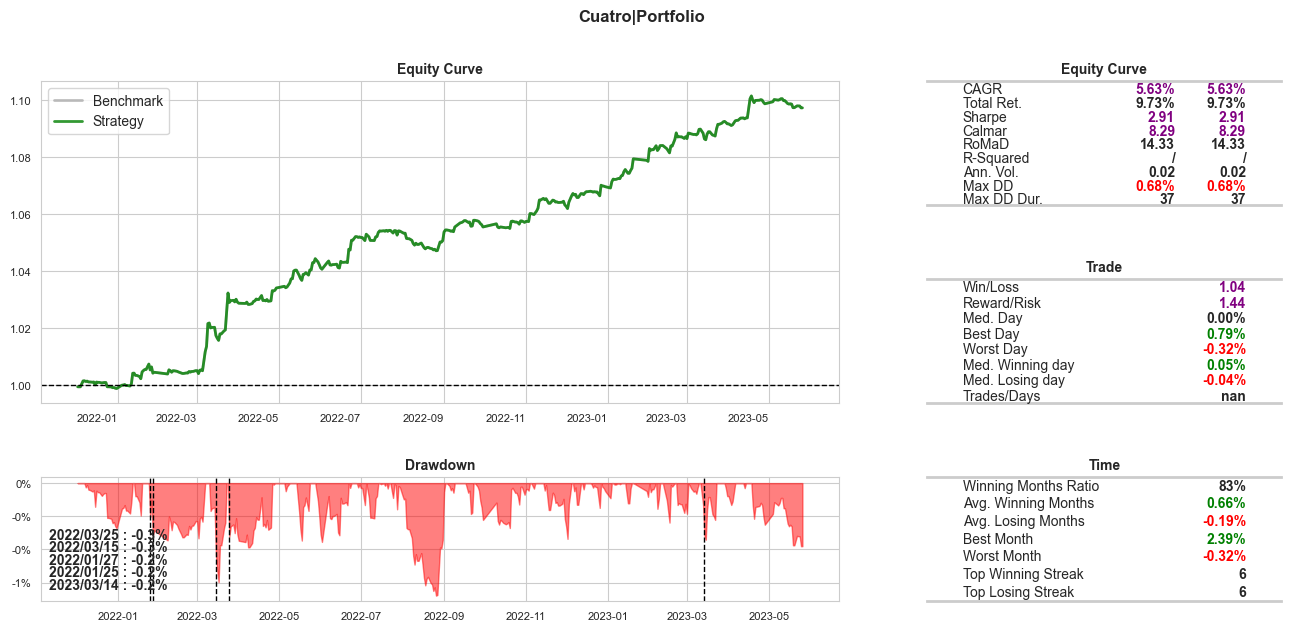 Cuatro|Portfolio
Equity Curve
Benchmark
Strategy
1.10
1.08
1.06
1.04
1.02
1.00
2022-01 2022-03 2022-05 2022-07 2022-09 2022-11 2023-01 2023-03 2023-05
Equity Curve
CAGR 5.63% 5.63%
Total Ret. 9.73% 9.73%
Sharpe 2.91 2.91
Calmar 8.29 8.29
RoMaD 14.33 14.33
R-Squared / /
Ann. Vol. 0.02 0.02
Max DD 0.68% 0.68%
Max DD Dur. 37 37
Trade
Win/Loss 1.04
Reward/Risk 1.44
Med. Day 0.00%
Best Day 0.79%
Worst Day -0.32%
Med. Winning day 0.05%
Med. Losing day -0.04%
Trades/Days nan
Drawdown
0%
-0%
-0%
-1%
2022/03/25 : -0.3%
2022/03/15 : -0.3%
2022/01/27 : -0.2%
2022/01/25 : -0.2%
2023/03/14 : -0.2%
2022-01 2022-03 2022-05 2022-07 2022-09 2022-11 2023-01 2023-03 2023-05
Time
Winning Months Ratio 83%
Avg. Winning Months 0.66%
Avg. Losing Months -0.19%
Best Month 2.39%
Worst Month -0.32%
Top Winning Streak 6
Top Losing Streak 6